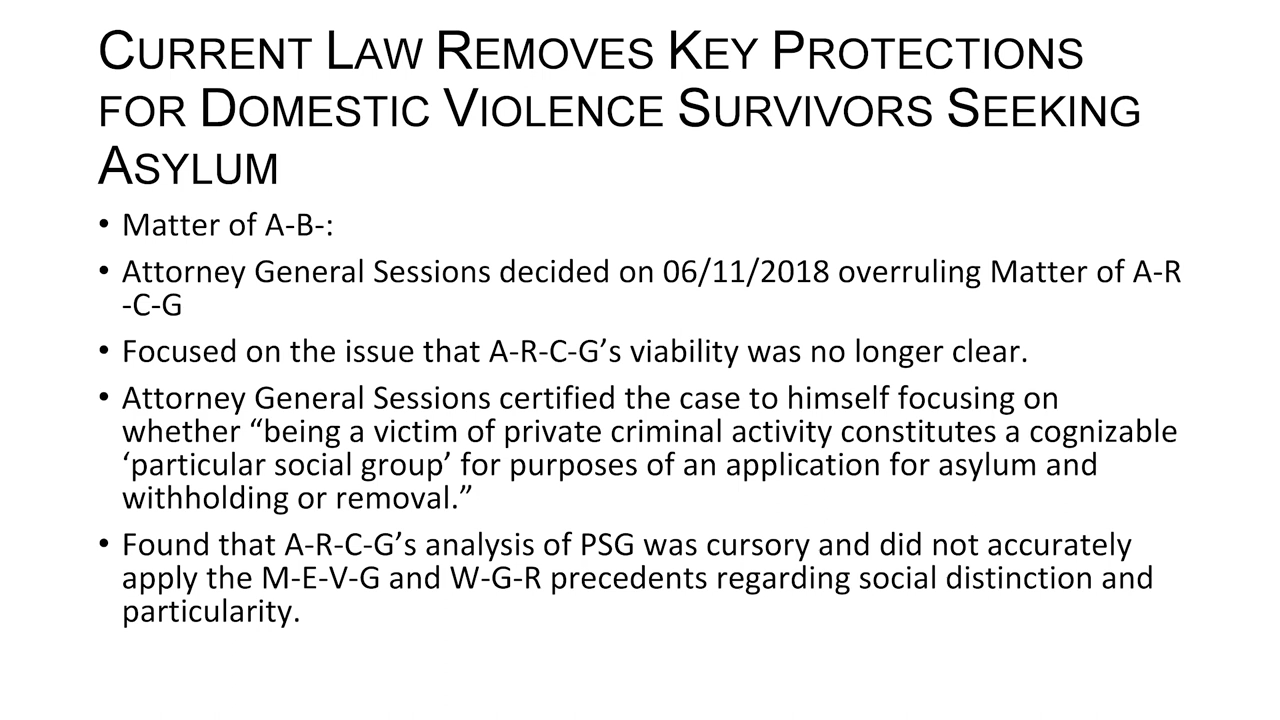 CURRENT LAW REMOVES KEY PROTECTIONS
FOR DOMESTIC VIOLENCE SURVIVORS SEEKING
ASYLUM
• Matter of A-B-:
• Attorney General Sessions decided on 06/11/2018 overruling Matter of A-R
-C-G
• Focused on the issue that A-R-C-G’s viability was no longer clear.
• Attorney General Sessions certified the case to himself focusing on
whether “being a victim of private criminal activity constitutes a cognizable
‘particular social group’ for purposes of an application for asylum and
withholding or removal.”
• Found that A-R-C-G’s analysis of PSG was cursory and did not accurately
apply the M-E-V-G and W-G-R precedents regarding social distinction and
particularity.